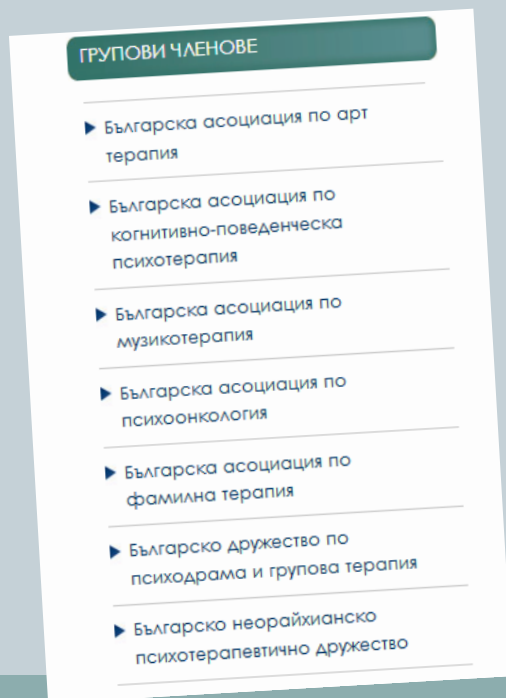 ГРУПОВИ ЧЛЕНОВЕ
Българска асоциация по арт
терапия
Българска асоциация по
когнитивно-поведенческа
психотерапия
Българска асоциация по
музикотерапия
Българска асоциация по
психоонкология
Българска асоциация по
фамилна терапия
Българско дружество по
психодрама и групова терапия
Българско неорайхианско
психотерапевтично дружество